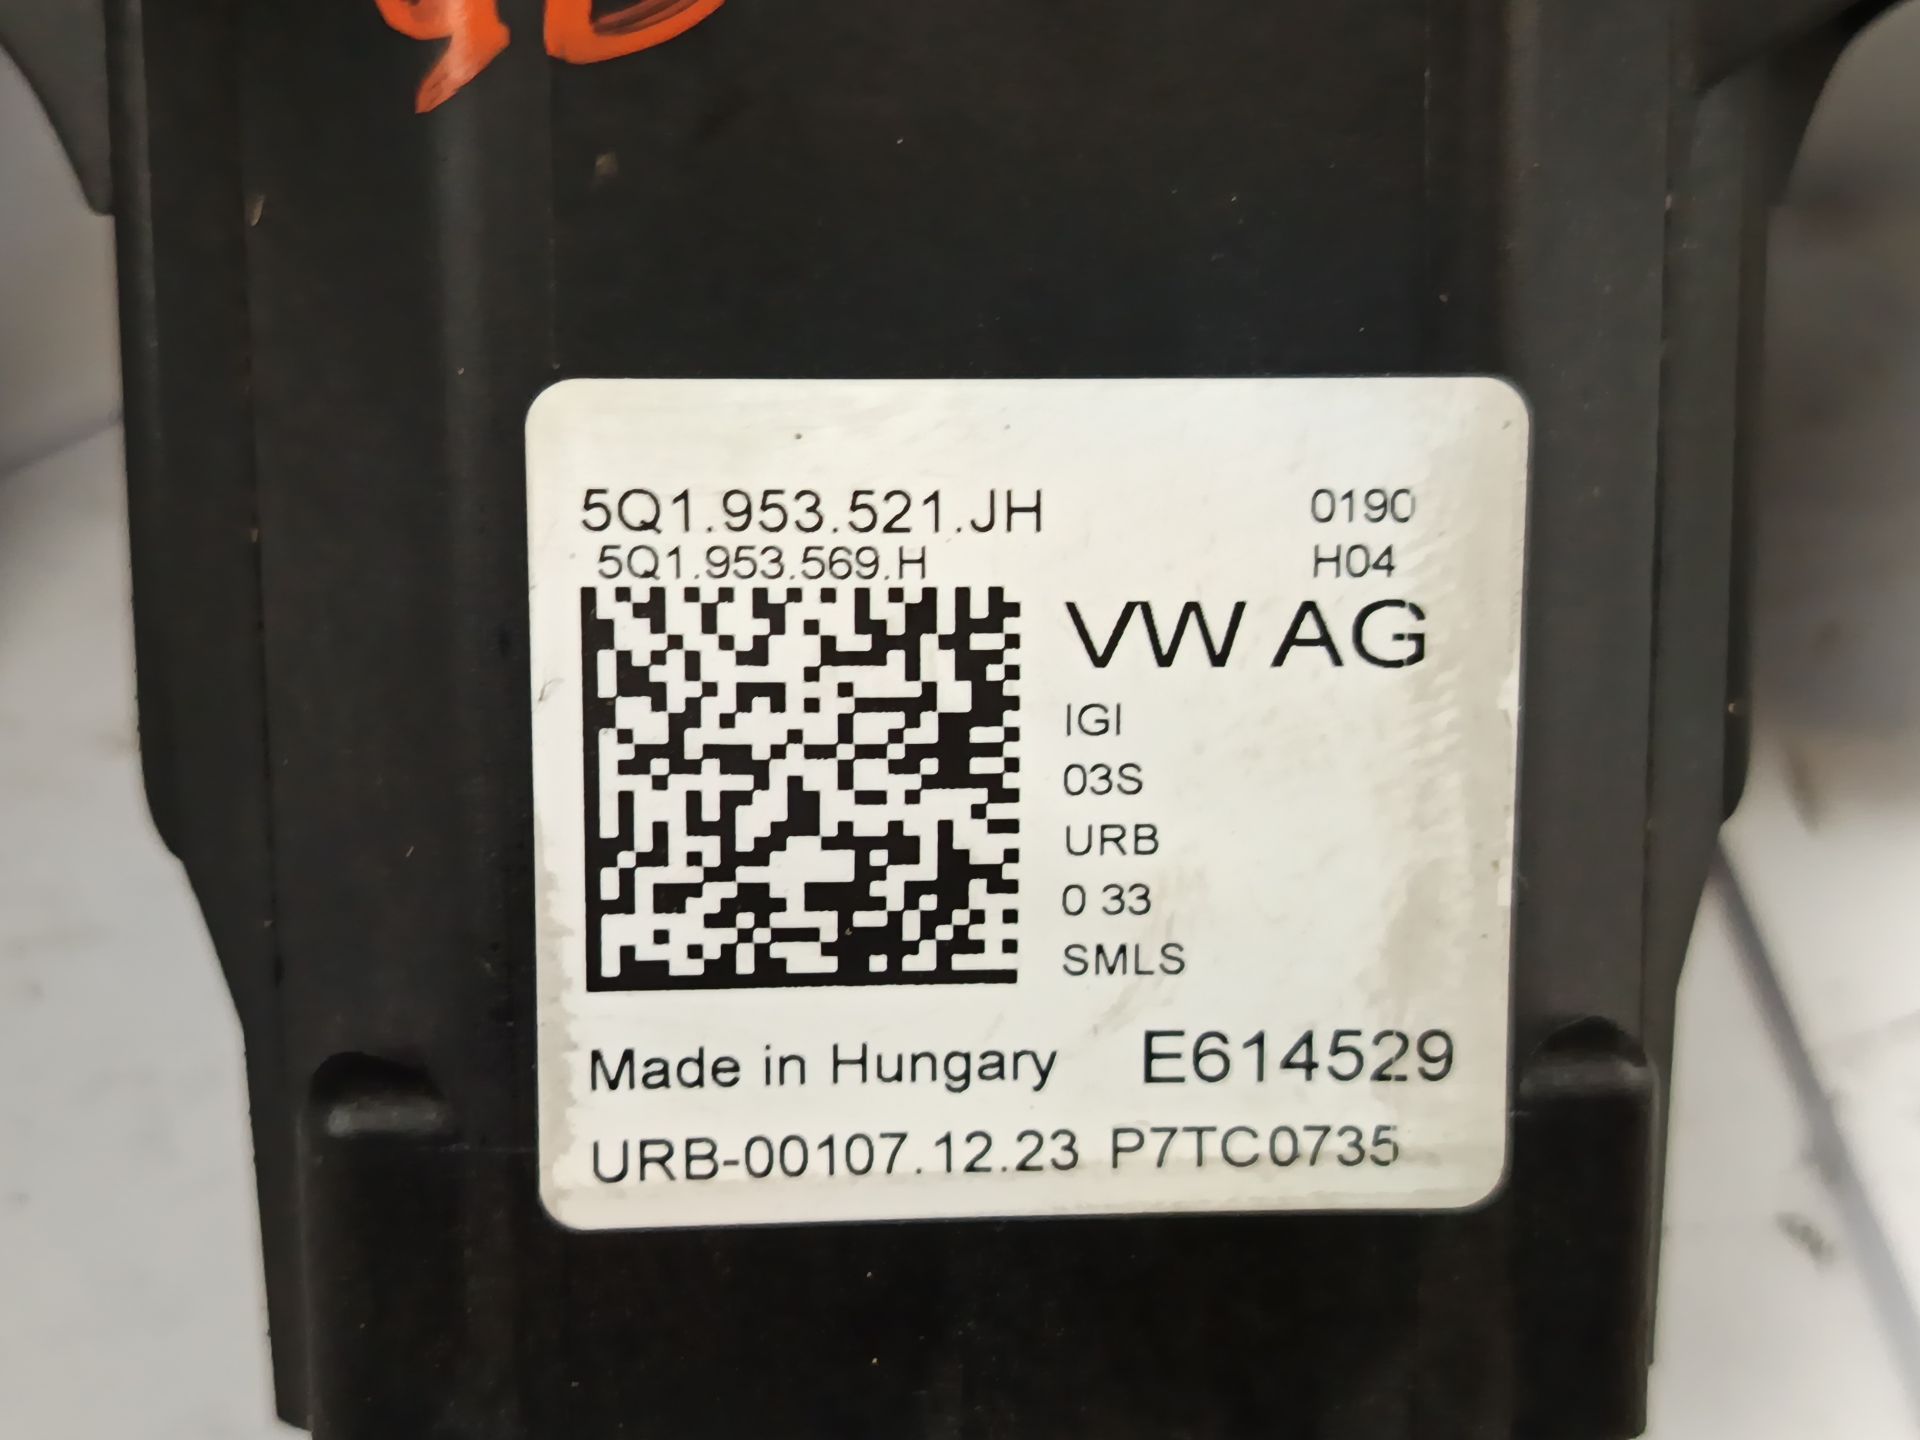 5Q1.953.521.JH 0190
5Q1.953.569.H H04
VW AG
IGI
03S
URB
0 33
SMLS
Made in Hungary E614529
URB-00107.12.23 P7TC0735